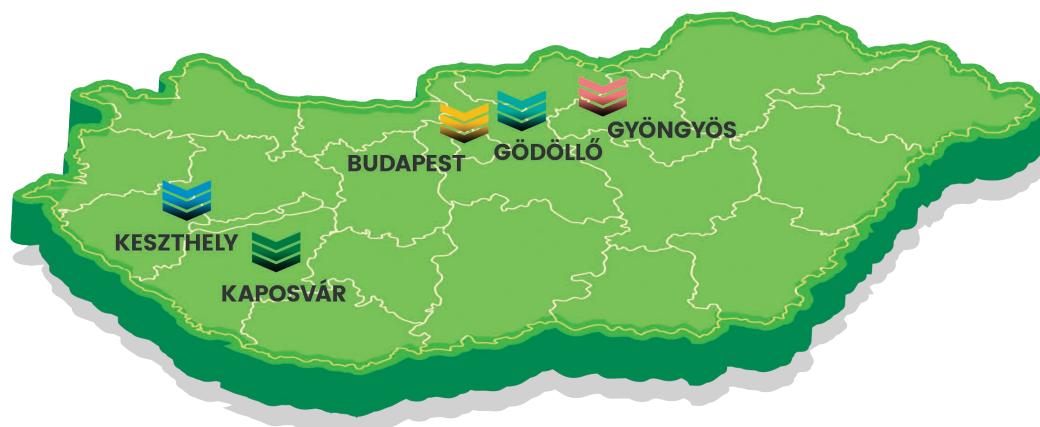 GYÖNGYÖS
BUDAPEST
GÖDÖLLŐ
KESZTHELY
KAPOSVÁR